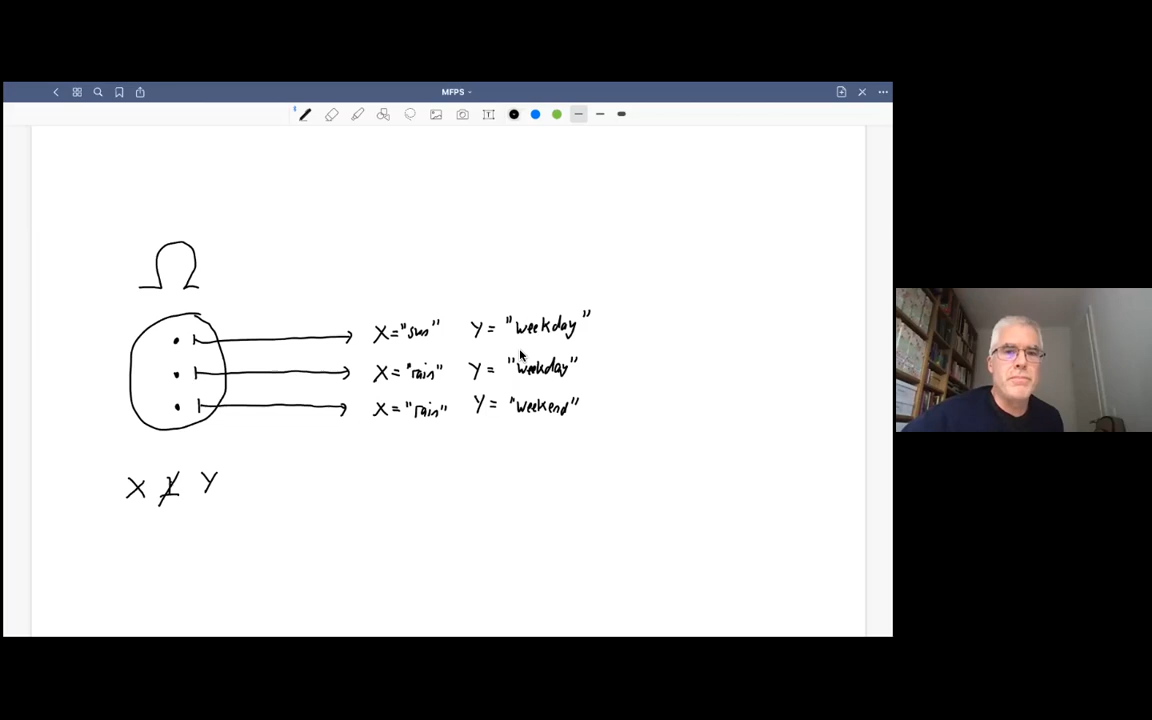 MFPS
T
Ω
X = "sun" Y = "weekday"
X = "rain" Y = "weekday"
X = "rain" Y = "weekend"
X ⊥̸ Y